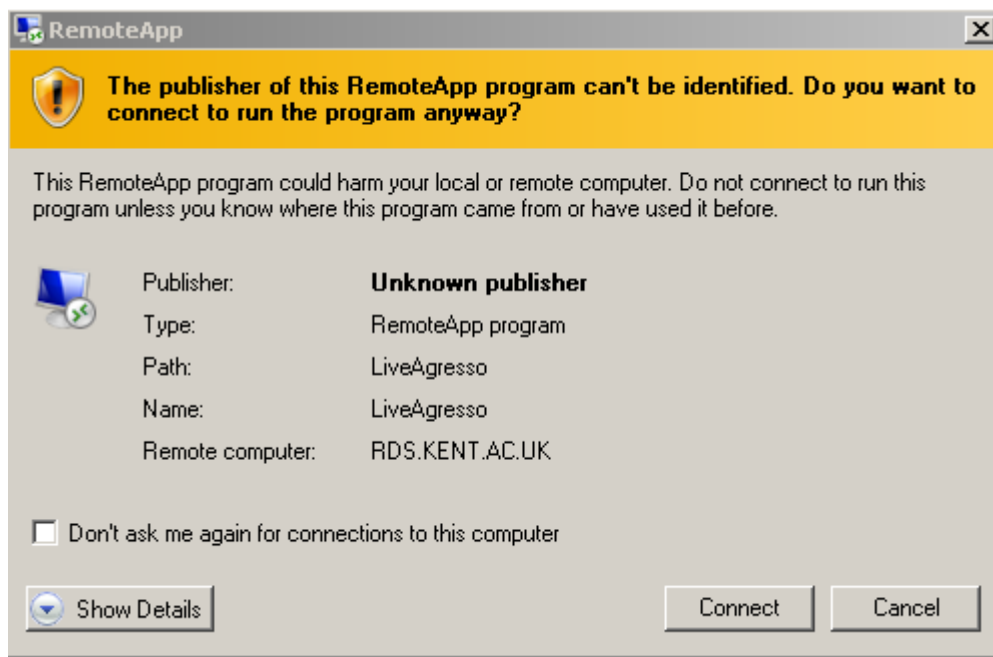 RemoteApp
The publisher of this RemoteApp program can't be identified. Do you want to
connect to run the program anyway?
This RemoteApp program could harm your local or remote computer. Do not connect to run this
program unless you know where this program came from or have used it before.
Publisher: Unknown publisher
Type: RemoteApp program
Path: LiveAgresso
Name: LiveAgresso
Remote computer: RDS.KENT.AC.UK
Don't ask me again for connections to this computer
Show Details Connect Cancel